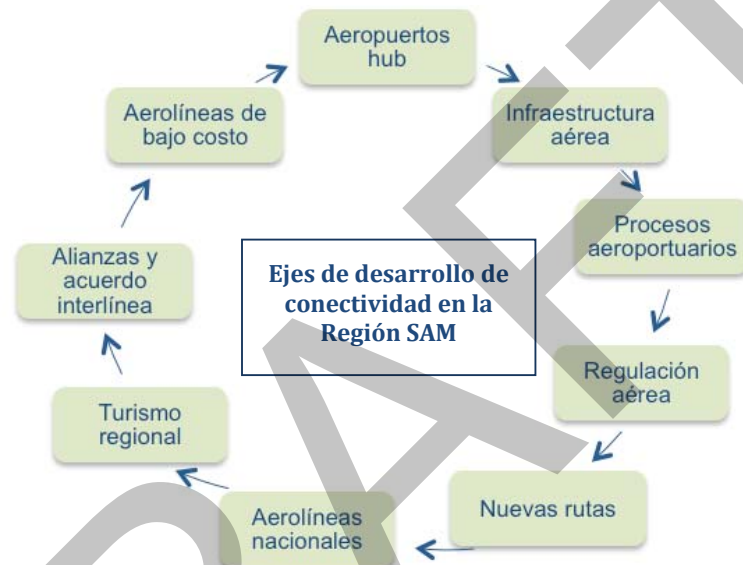 Aeropuertos
hub
Infraestructura
aérea
Procesos
aeroportuarios
Regulación
aérea
Nuevas rutas
Aerolíneas
nacionales
Turismo
regional
Alianzas y
acuerdo
interlínea
Aerolíneas de
bajo costo
Ejes de desarrollo de
conectividad en la
Región SAM